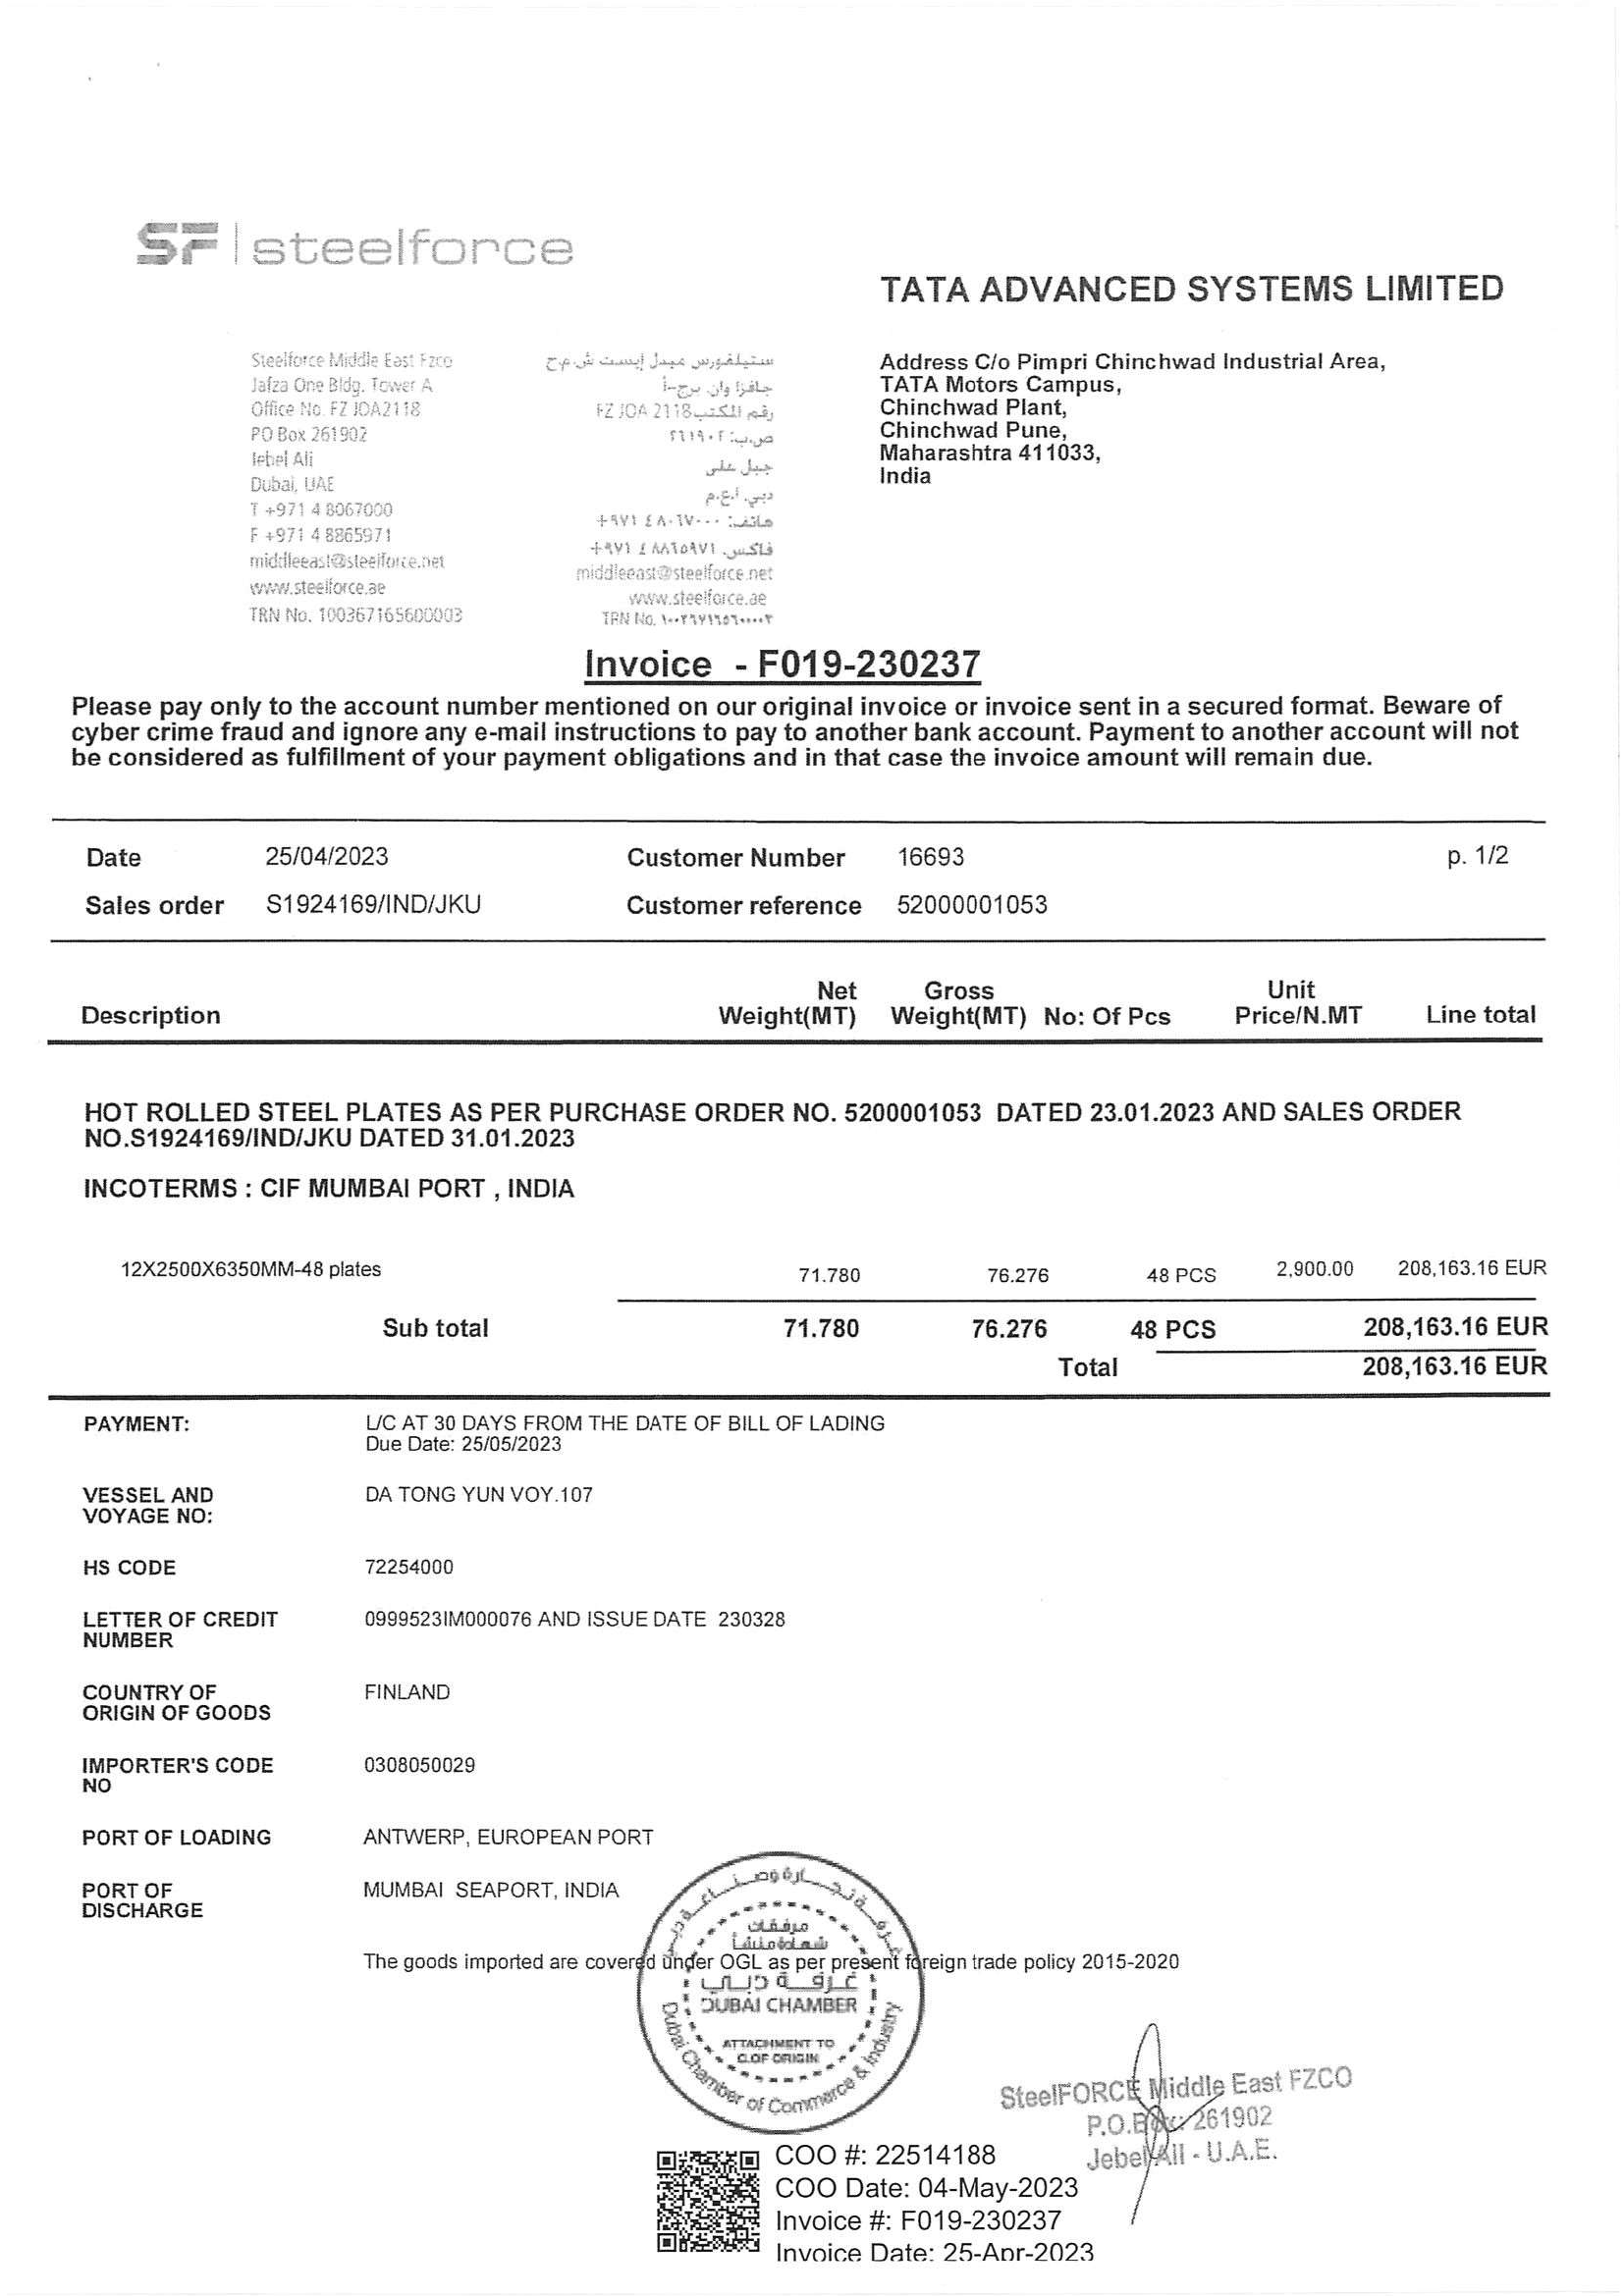 SF | steelforce
TATA ADVANCED SYSTEMS LIMITED
Steelforce Middle East Fzco
Jafza One Bldg. Tower A
Office No. FZ JOA2118
PO Box 261902
Jebel Ali
Dubai, UAE
T +971 4 8067000
F +971 4 8865971
middleeast@steelforce.net
www.steelforce.ae
TRN No. 100367165600003
ستيلفورس ميدل إيست ش.م.ح
جافزا وان برج-أ
رقم المكتب FZ JOA 2118
ص.ب: ٢٦١٩٠٢
جبل علي
دبي، ا.ع.م
هاتف: ٨٠٦٧٠٠٠ ٤ ٩٧١+
فاكس. ٨٨٦٥٩٧١ ٤ ٩٧١+
middleeast@steelforce.net
www.steelforce.ae
TRN No.
Address C/o Pimpri Chinchwad Industrial Area,
TATA Motors Campus,
Chinchwad Plant,
Chinchwad Pune,
Maharashtra 411033,
India
Invoice - F019-230237
Please pay only to the account number mentioned on our original invoice or invoice sent in a secured format. Beware of
cyber crime fraud and ignore any e-mail instructions to pay to another bank account. Payment to another account will not
be considered as fulfillment of your payment obligations and in that case the invoice amount will remain due.
Date 25/04/2023 Customer Number 16693 p. 1/2
Sales order S1924169/IND/JKU Customer reference 52000001053
Net Gross Unit
Description Weight(MT) Weight(MT) No: Of Pcs Price/N.MT Line total
HOT ROLLED STEEL PLATES AS PER PURCHASE ORDER NO. 5200001053 DATED 23.01.2023 AND SALES ORDER
NO.S1924169/IND/JKU DATED 31.01.2023
INCOTERMS : CIF MUMBAI PORT , INDIA
12X2500X6350MM-48 plates 71.780 76.276 48 PCS 2,900.00 208,163.16 EUR
Sub total 71.780 76.276 48 PCS 208,163.16 EUR
Total 208,163.16 EUR
PAYMENT: L/C AT 30 DAYS FROM THE DATE OF BILL OF LADING
Due Date: 25/05/2023
VESSEL AND DA TONG YUN VOY.107
VOYAGE NO:
HS CODE 72254000
LETTER OF CREDIT 0999523IM000076 AND ISSUE DATE 230328
NUMBER
COUNTRY OF FINLAND
ORIGIN OF GOODS
IMPORTER'S CODE 0308050029
NO
PORT OF LOADING ANTWERP, EUROPEAN PORT
PORT OF MUMBAI SEAPORT, INDIA
DISCHARGE
The goods imported are covered under OGL as per present foreign trade policy 2015-2020
غرفة تجارة وصناعة دبي
مرفقات
شهادة منشأ
غرفة دبي
DUBAI CHAMBER
ATTACHMENT TO
C.OF ORIGIN
Dubai Chamber of Commerce & Industry
SteelFORCE Middle East FZCO
P.O.Box: 261902
Jebel Ali - U.A.E.
COO #: 22514188
COO Date: 04-May-2023
Invoice #: F019-230237
Invoice Date: 25-Apr-2023